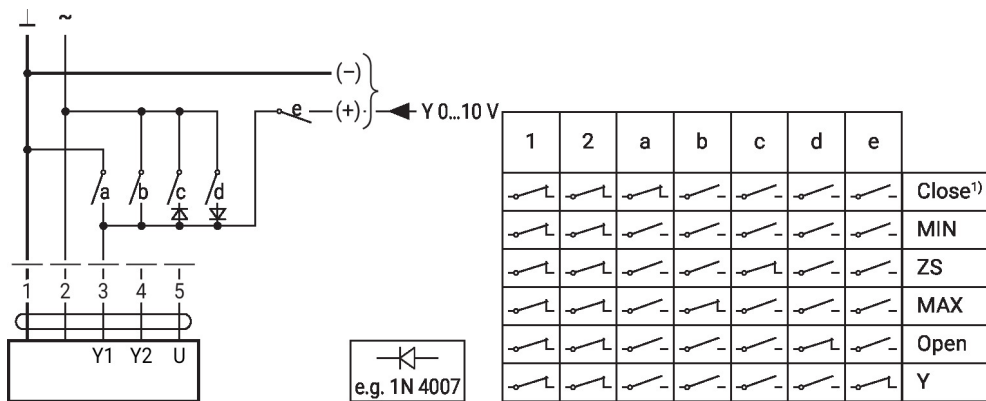 ⊥ ~
(–)
e (+) Y 0...10 V
a b c d
1 2 3 4 5
Y1 Y2 U
e.g. 1N 4007
1 2 a b c d e
Close¹⁾
MIN
ZS
MAX
Open
Y